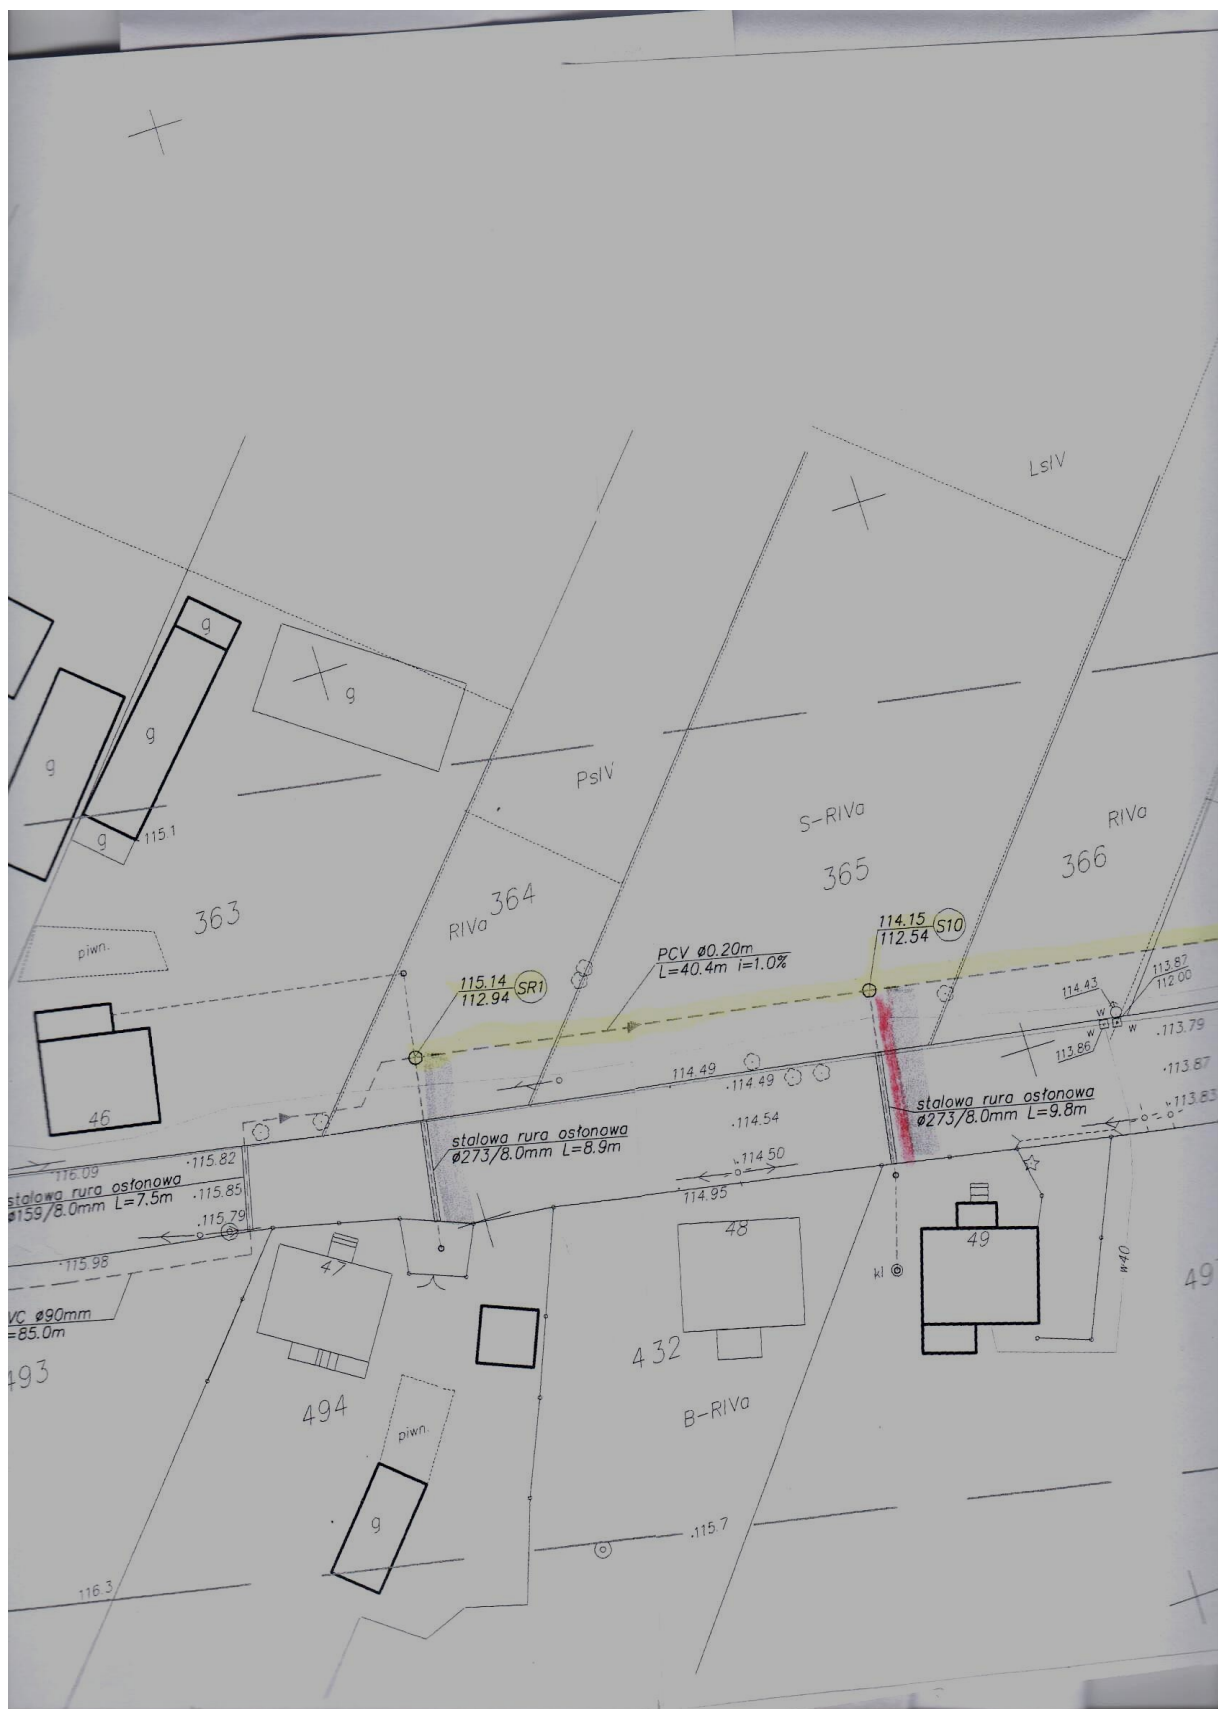 LsIV
g
g
g
g
PsIV
g
.115.1
S-RIVa
RIVa
365
366
363
364
RIVa
piwn.
114.15
112.54
S10
PCV ø0.20m
L=40.4m i=1.0%
115.14
112.94
SR1
113.87
112.00
114.43
w
w
w
113.86
.113.79
.113.87
.113.83
114.49
.114.49
stalowa rura osłonowa
ø273/8.0mm L=9.8m
46
stalowa rura osłonowa
ø273/8.0mm L=8.9m
.114.54
.114.50
114.95
.116.09
.115.82
stalowa rura osłonowa
ø159/8.0mm L=7.5m
.115.85
.115.79
.115.98
47
48
49
kl
w40
VC ø90mm
=85.0m
493
432
494
B-RIVa
piwn.
g
.115.7
116.3